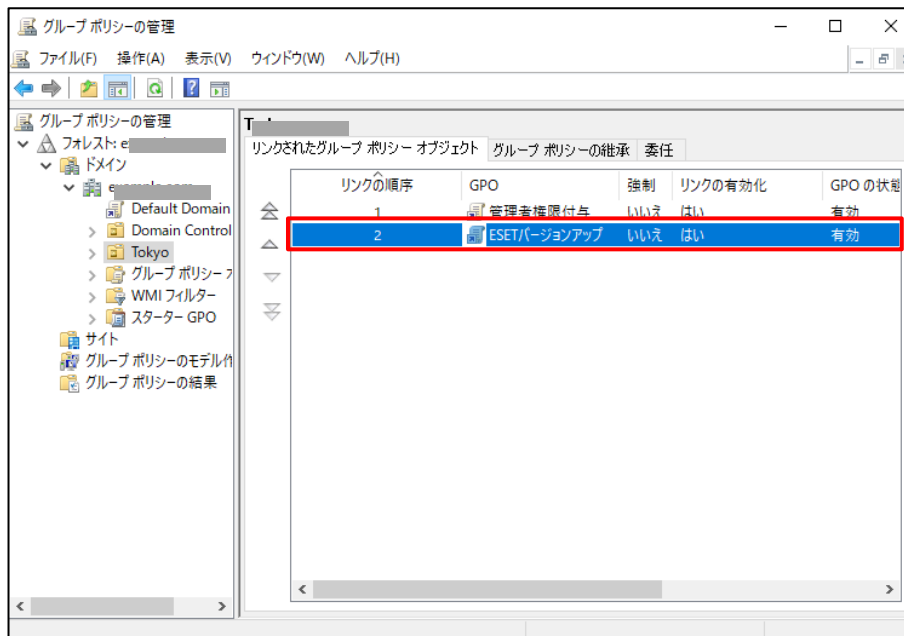 グループ ポリシーの管理
ファイル(F) 操作(A) 表示(V) ウィンドウ(W) ヘルプ(H)
グループ ポリシーの管理
フォレスト: e
ドメイン
Default Domain
Domain Control
Tokyo
グループ ポリシー オ
WMI フィルター
スターター GPO
サイト
グループ ポリシーのモデル作
グループ ポリシーの結果
リンクされたグループ ポリシー オブジェクト グループ ポリシーの継承 委任
リンクの順序 GPO 強制 リンクの有効化 GPO の状態
1 管理者権限付与 いいえ はい 有効
2 ESETバージョンアップ いいえ はい 有効